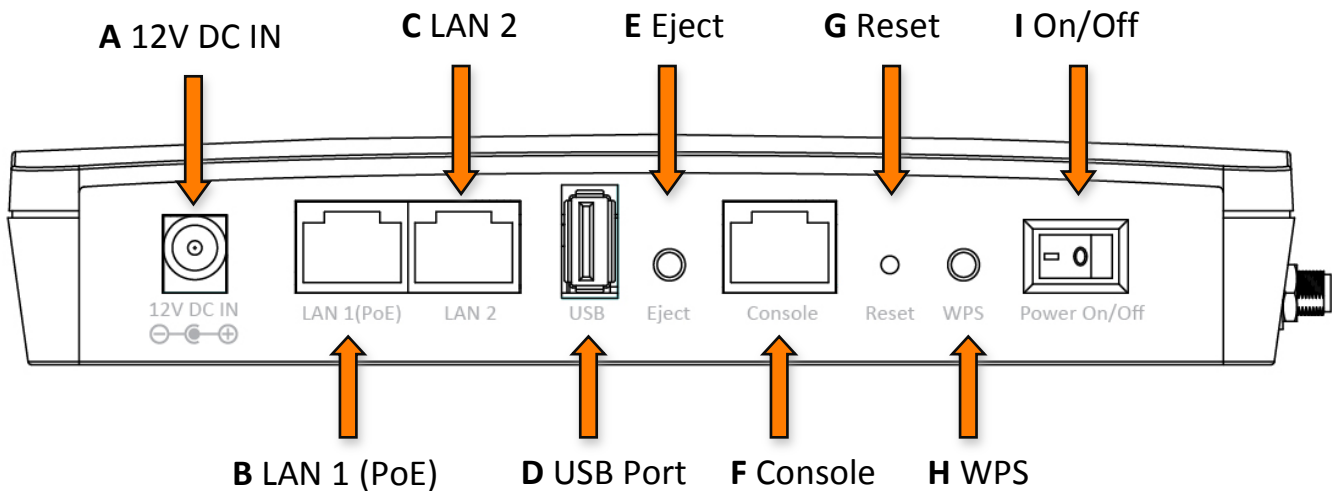 A 12V DC IN
C LAN 2
E Eject
G Reset
I On/Off
12V DC IN
LAN 1(PoE)
LAN 2
USB
Eject
Console
Reset
WPS
Power On/Off
B LAN 1 (PoE)
D USB Port
F Console
H WPS